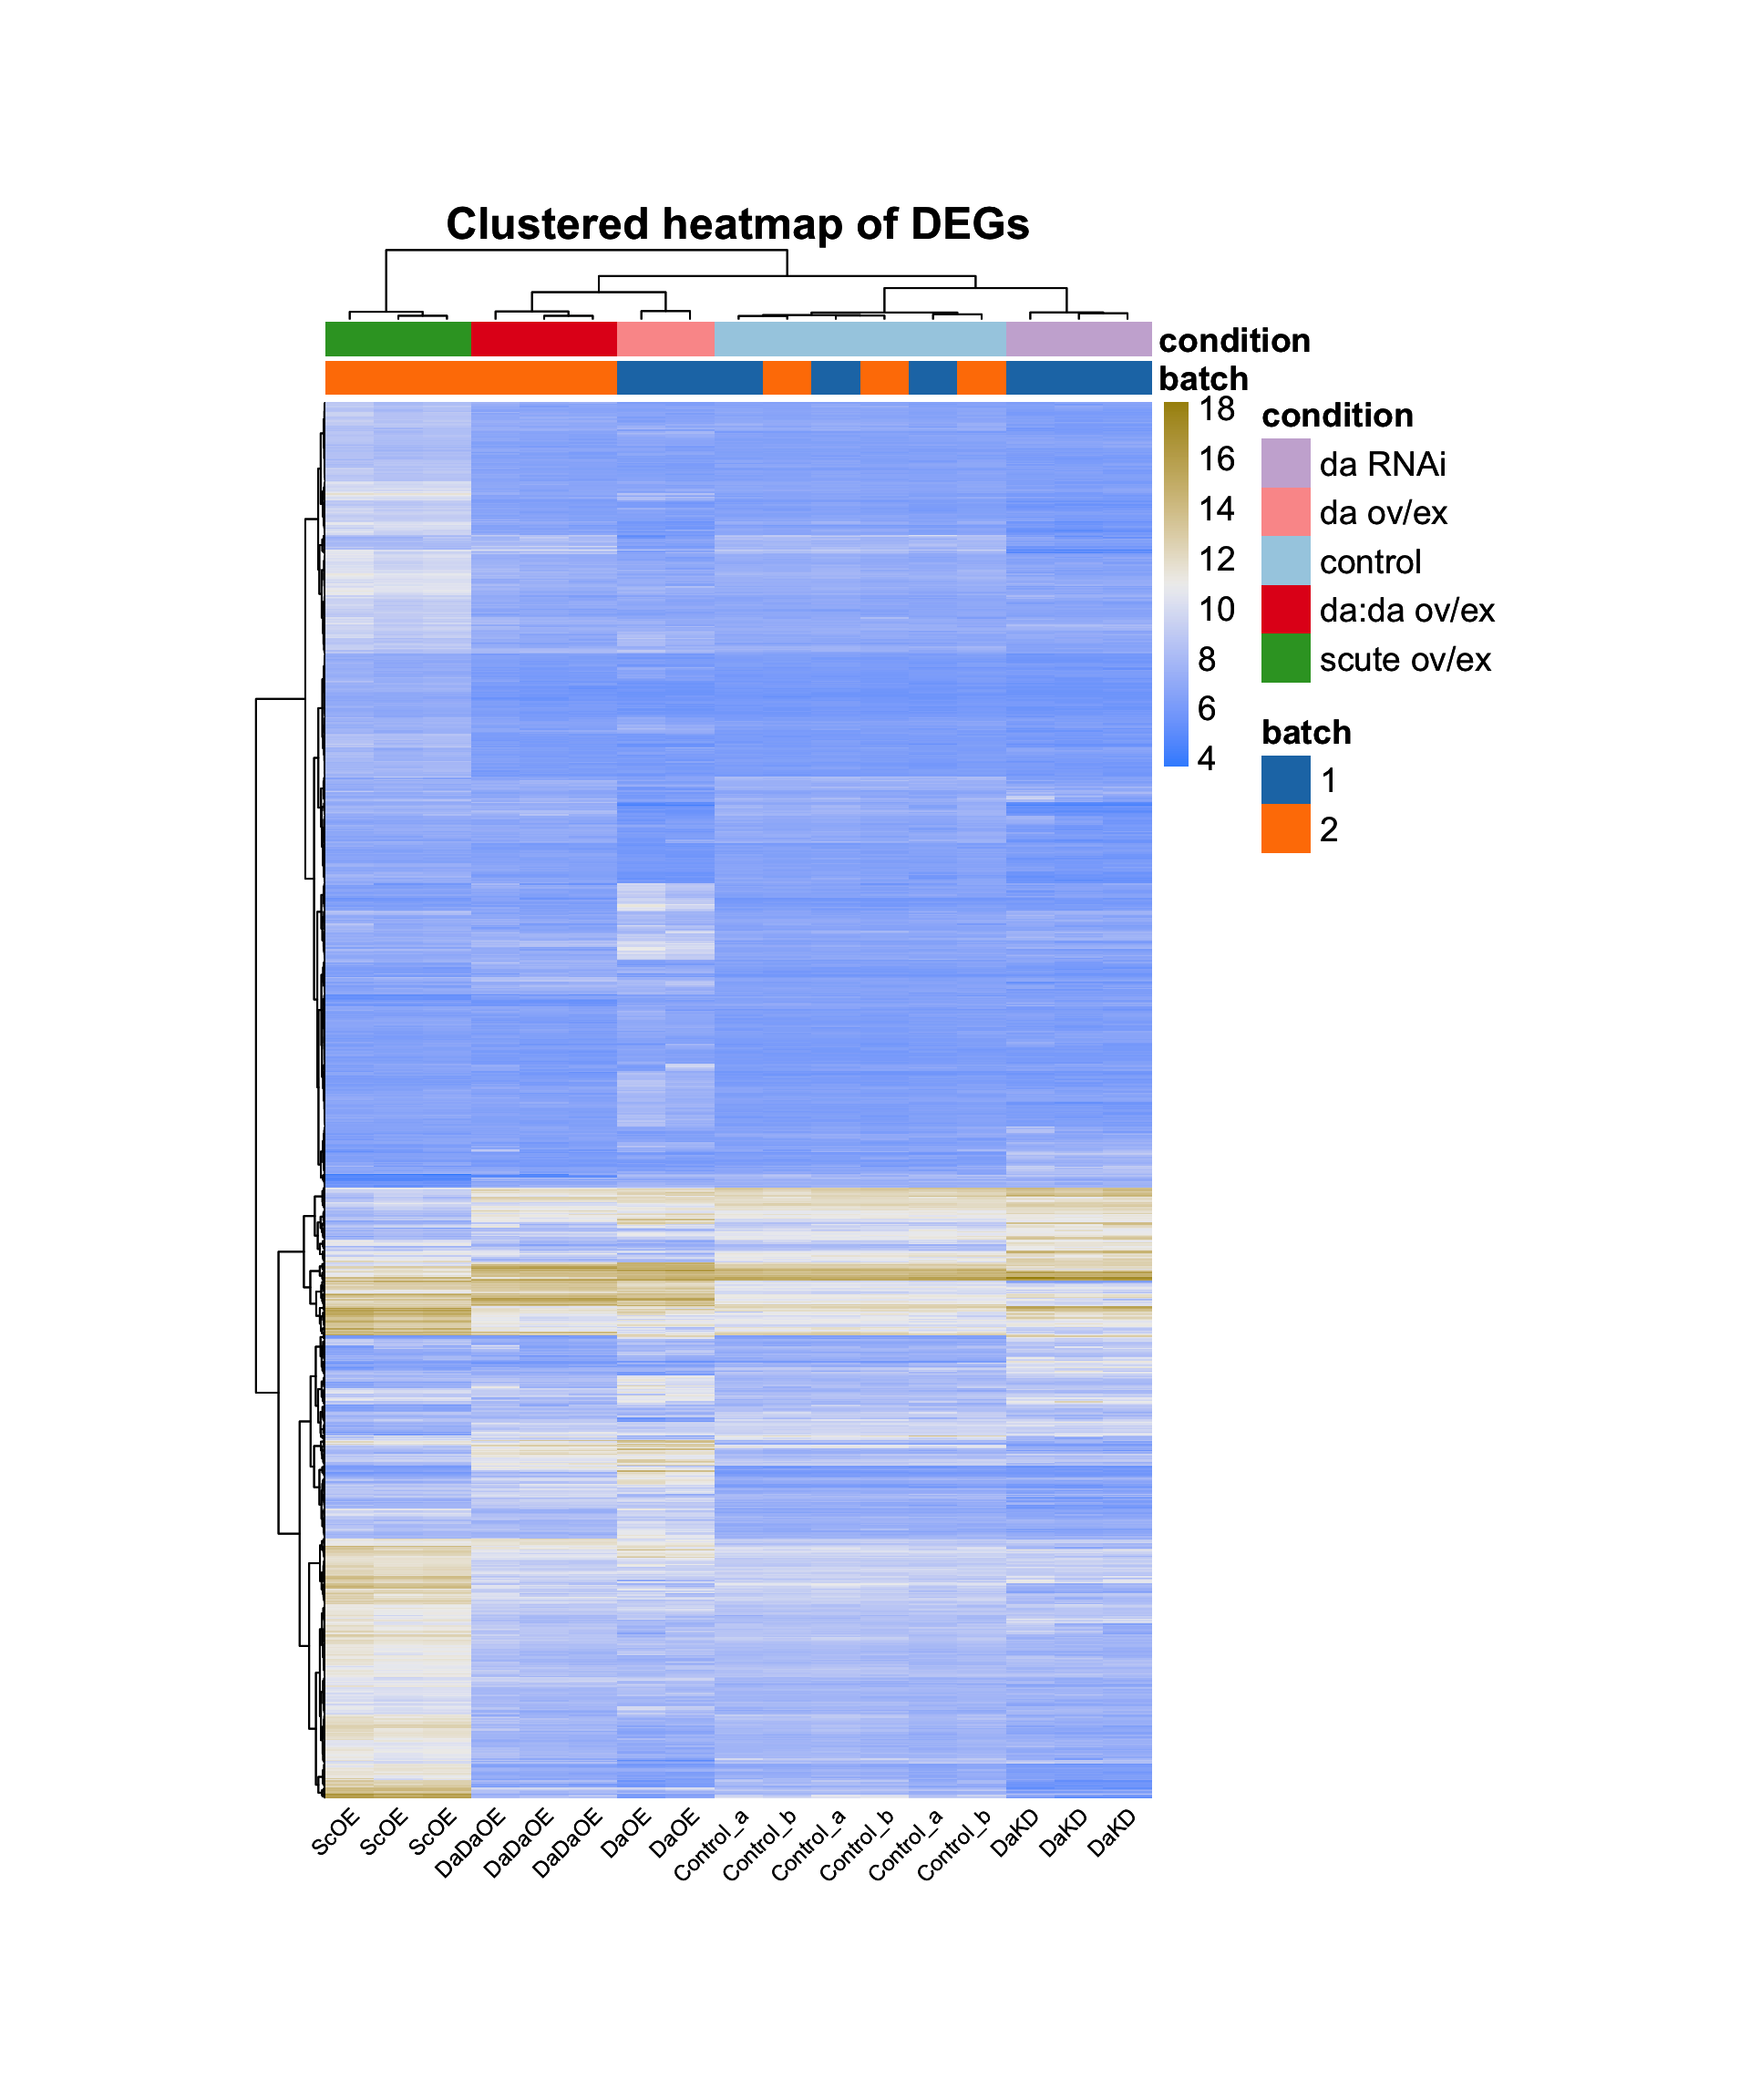 Clustered heatmap of DEGs
condition
batch
18
16
14
12
10
8
6
4
condition
da RNAi
da ov/ex
control
da:da ov/ex
scute ov/ex
batch
1
2
ScOE
ScOE
ScOE
DaDaOE
DaDaOE
DaDaOE
DaOE
DaOE
Control_a
Control_b
Control_a
Control_b
Control_a
Control_b
DaKD
DaKD
DaKD